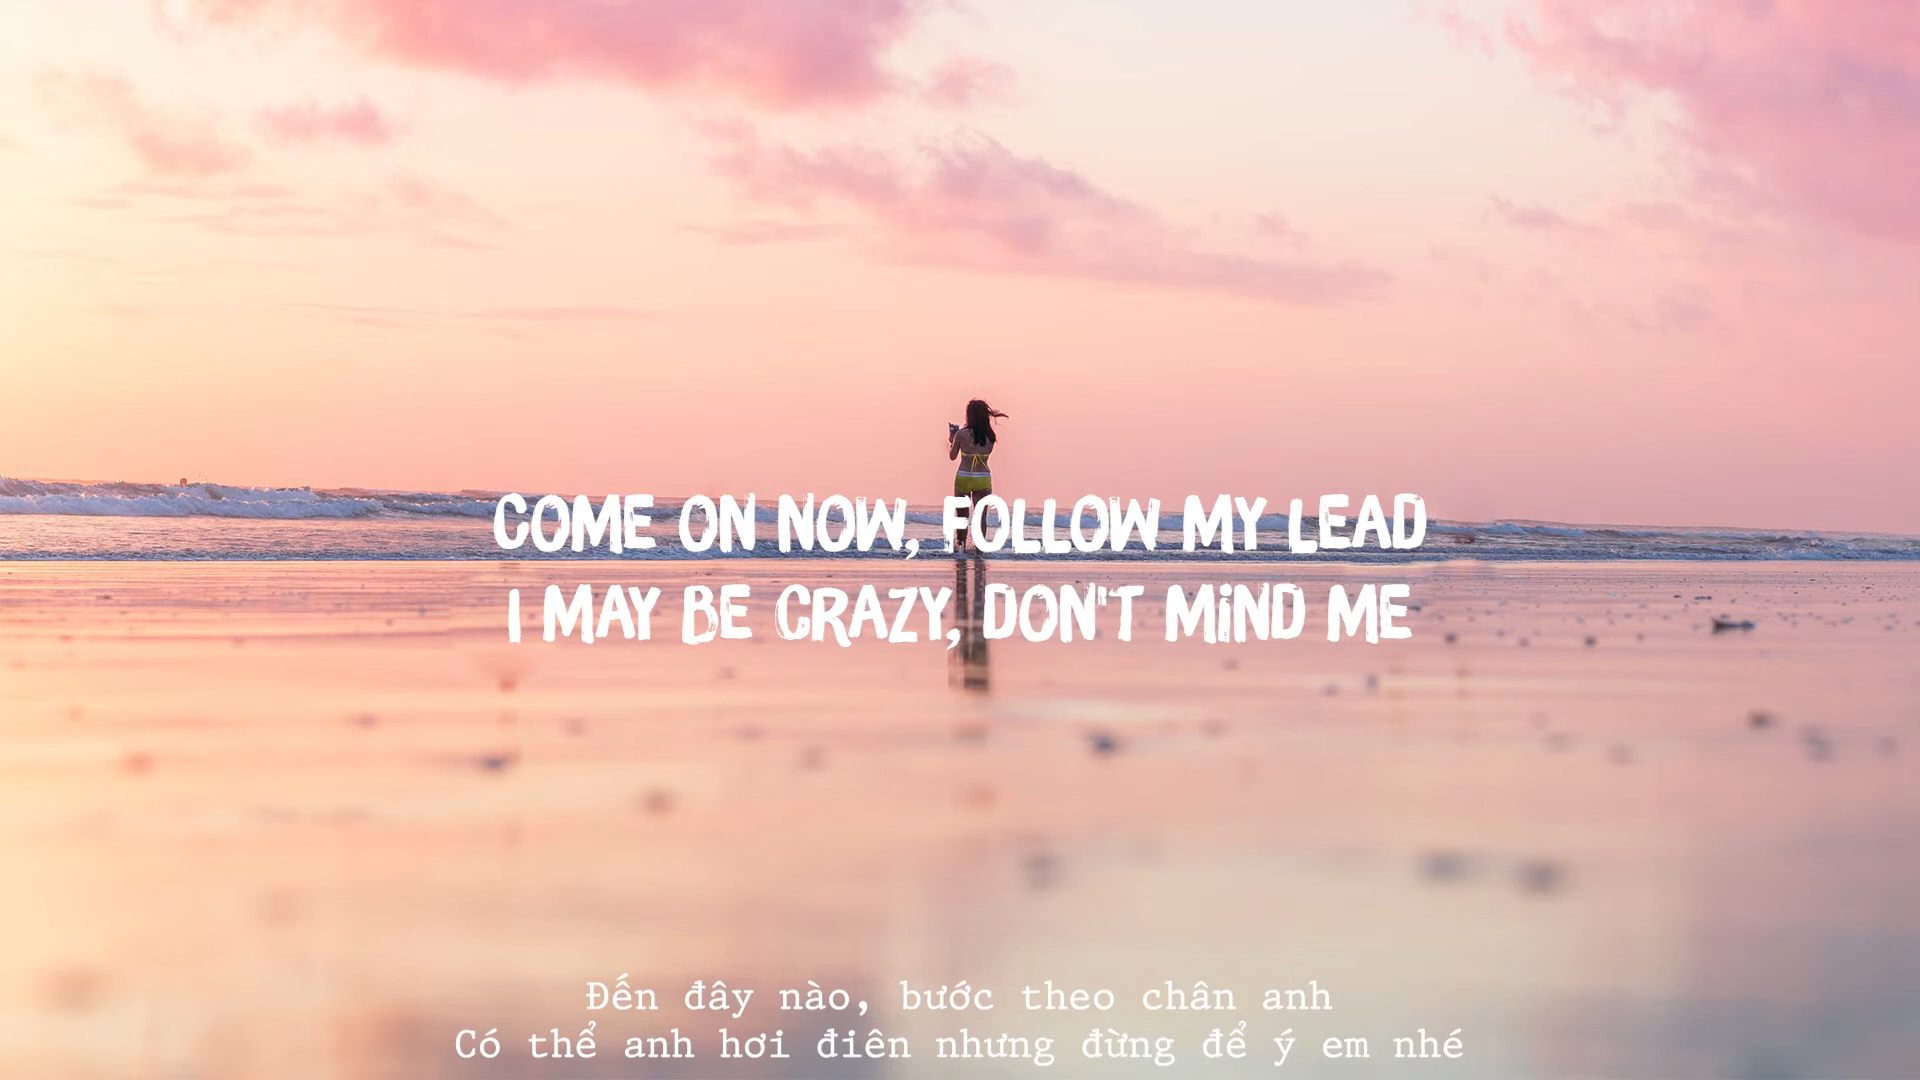 COME ON NOW, FOLLOW MY LEAD
I MAY BE CRAZY, DON'T MIND ME
Đến đây nào, bước theo chân anh
Có thể anh hơi điên nhưng đừng để ý em nhé